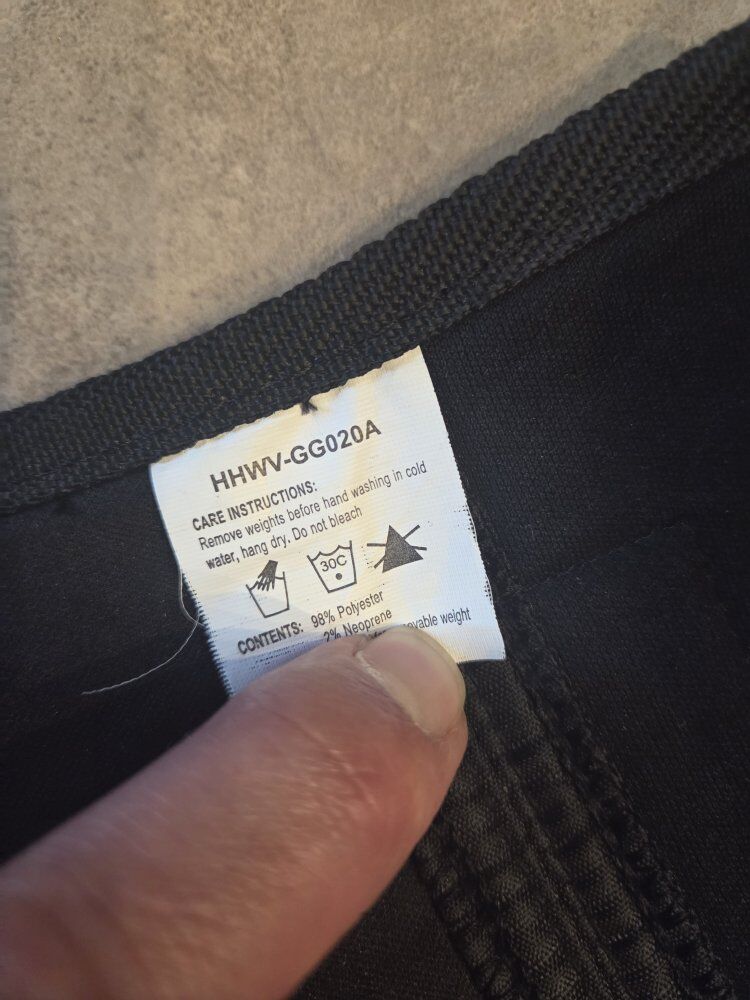 HHWV-GG020A
CARE INSTRUCTIONS:
Remove weights before hand washing in cold
water, hang dry. Do not bleach
30C
CONTENTS: 98% Polyester
2% Neoprene
weight